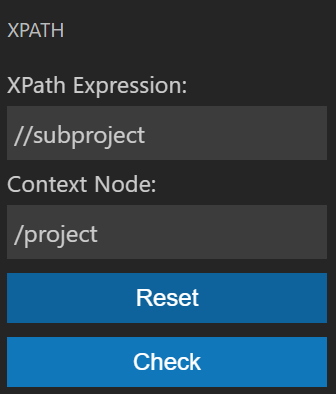 XPATH
XPath Expression:
//subproject
Context Node:
/project
Reset
Check